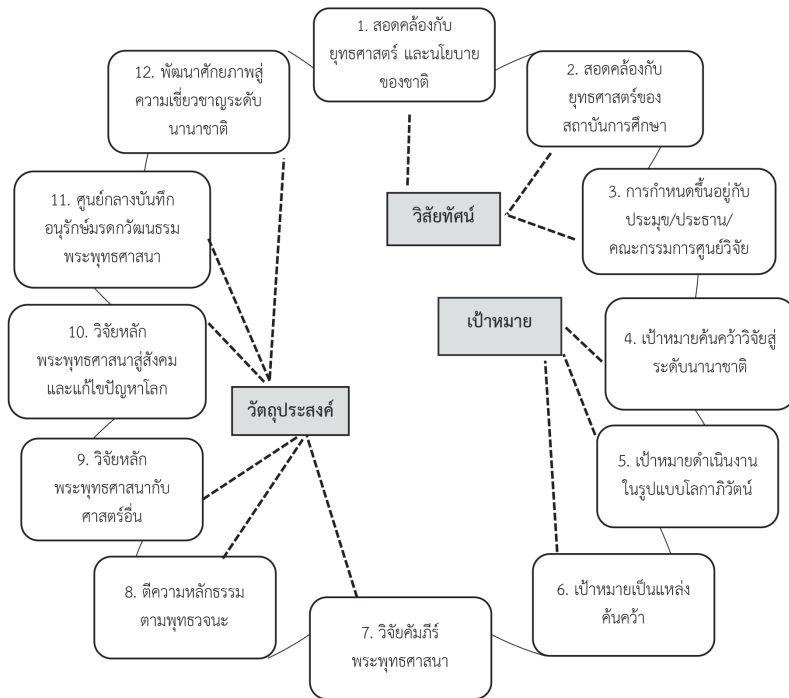 1. สอดคล้องกับ
ยุทธศาสตร์ และนโยบาย
ของชาติ
2. สอดคล้องกับ
ยุทธศาสตร์ของ
สถาบันการศึกษา
3. การกำหนดขึ้นอยู่กับ
ประมุข/ประธาน/
คณะกรรมการศูนย์วิจัย
4. เป้าหมายค้นคว้าวิจัยสู่
ระดับนานาชาติ
5. เป้าหมายดำเนินงาน
ในรูปแบบโลกาภิวัตน์
6. เป้าหมายเป็นแหล่ง
ค้นคว้า
7. วิจัยคัมภีร์
พระพุทธศาสนา
8. ตีความหลักธรรม
ตามพุทธวจนะ
9. วิจัยหลัก
พระพุทธศาสนากับ
ศาสตร์อื่น
10. วิจัยหลัก
พระพุทธศาสนาสู่สังคม
และแก้ไขปัญหาโลก
11. ศูนย์กลางบันทึก
อนุรักษ์มรดกวัฒนธรรม
พระพุทธศาสนา
12. พัฒนาศักยภาพสู่
ความเชี่ยวชาญระดับ
นานาชาติ
วิสัยทัศน์
เป้าหมาย
วัตถุประสงค์